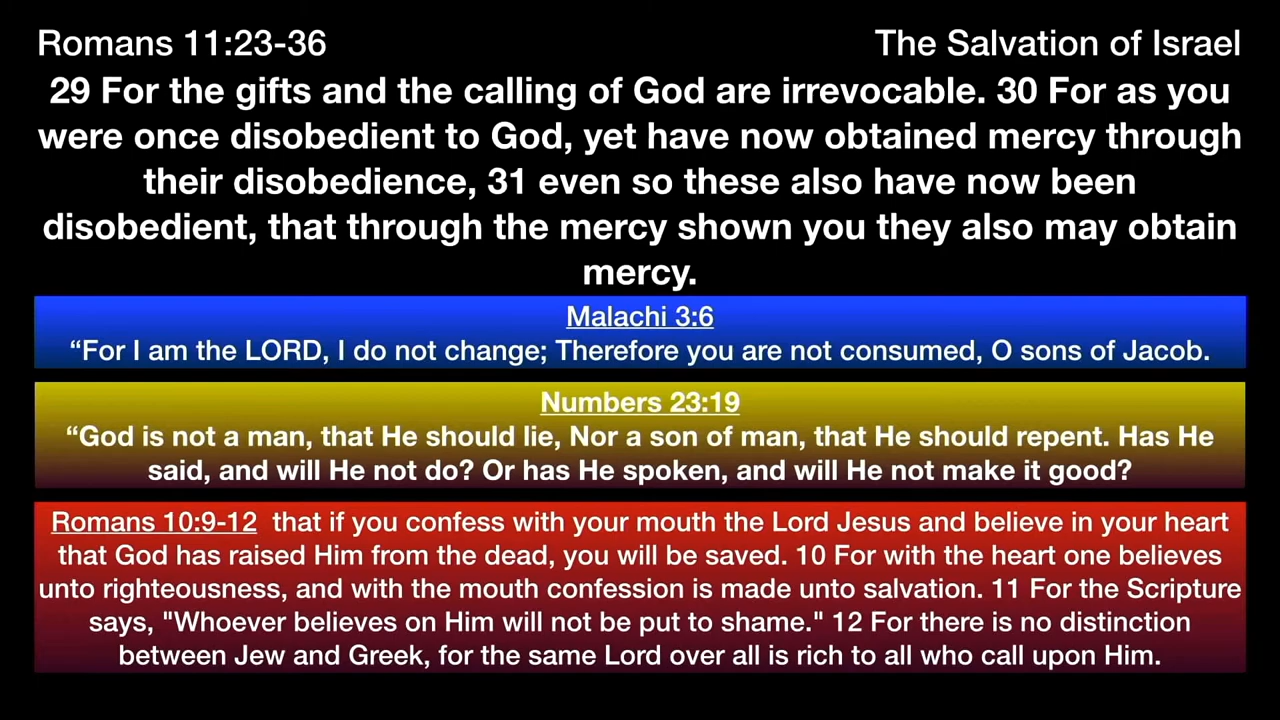 Romans 11:23-36
The Salvation of Israel
29 For the gifts and the calling of God are irrevocable. 30 For as you
were once disobedient to God, yet have now obtained mercy through
their disobedience, 31 even so these also have now been
disobedient, that through the mercy shown you they also may obtain
mercy.
Malachi 3:6
“For I am the LORD, I do not change; Therefore you are not consumed, O sons of Jacob.
Numbers 23:19
“God is not a man, that He should lie, Nor a son of man, that He should repent. Has He
said, and will He not do? Or has He spoken, and will He not make it good?
Romans 10:9-12 that if you confess with your mouth the Lord Jesus and believe in your heart
that God has raised Him from the dead, you will be saved. 10 For with the heart one believes
unto righteousness, and with the mouth confession is made unto salvation. 11 For the Scripture
says, "Whoever believes on Him will not be put to shame." 12 For there is no distinction
between Jew and Greek, for the same Lord over all is rich to all who call upon Him.